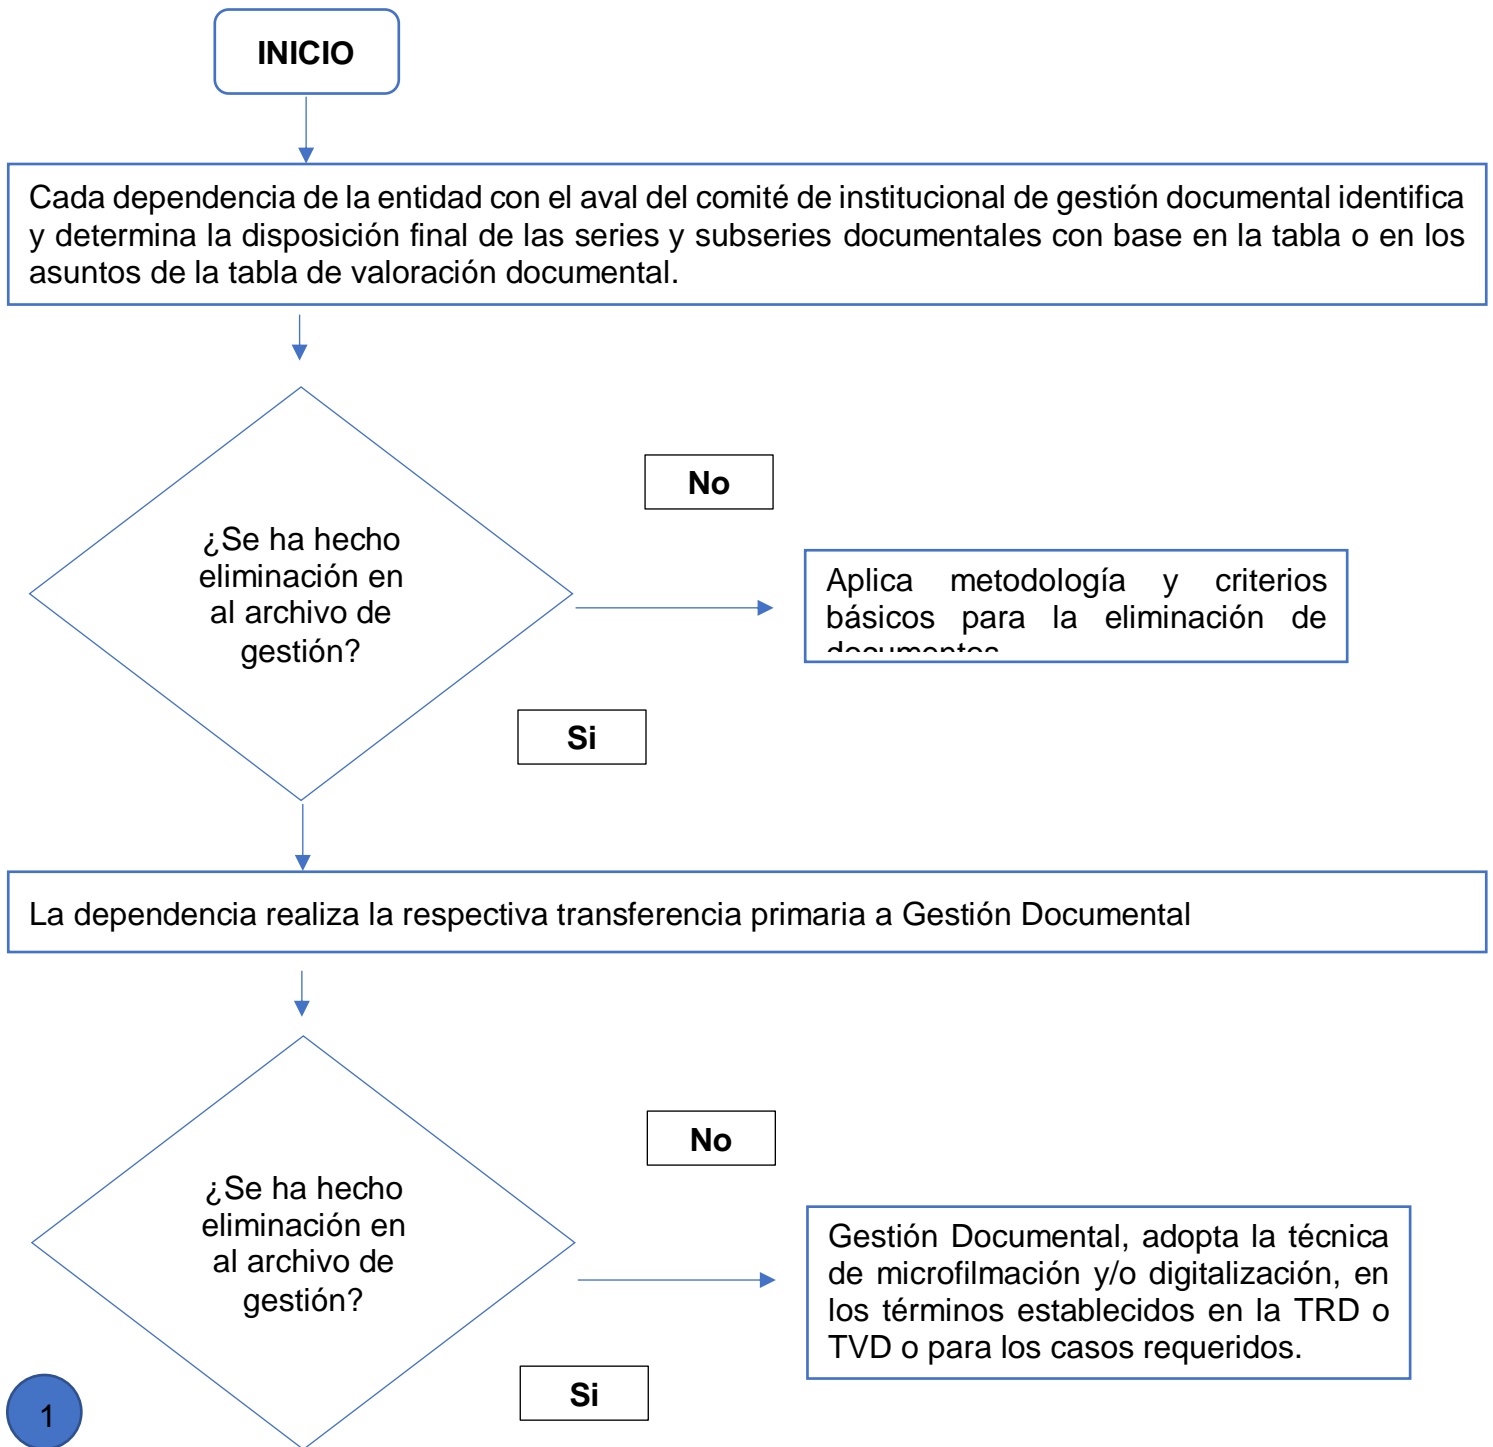 INICIO
Cada dependencia de la entidad con el aval del comité de institucional de gestión documental identifica
y determina la disposición final de las series y subseries documentales con base en la tabla o en los
asuntos de la tabla de valoración documental.
No
¿Se ha hecho
eliminación en
al archivo de
gestión?
Aplica metodología y criterios
básicos para la eliminación de
documentos
Si
La dependencia realiza la respectiva transferencia primaria a Gestión Documental
No
¿Se ha hecho
eliminación en
al archivo de
gestión?
Gestión Documental, adopta la técnica
de microfilmación y/o digitalización, en
los términos establecidos en la TRD o
TVD o para los casos requeridos.
Si
1